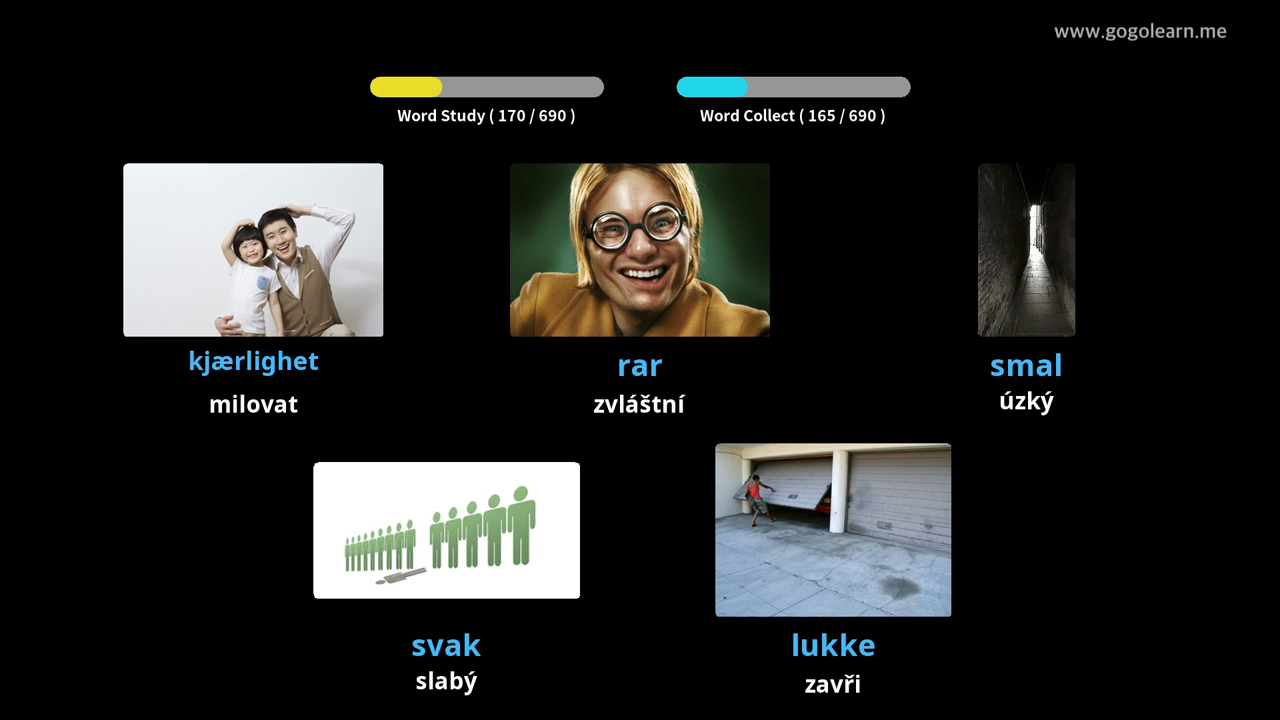 www.gogolearn.me
Word Study ( 170 / 690 )
Word Collect ( 165 / 690 )
kjærlighet
milovat
rar
zvláštní
smal
úzký
svak
slabý
lukke
zavři